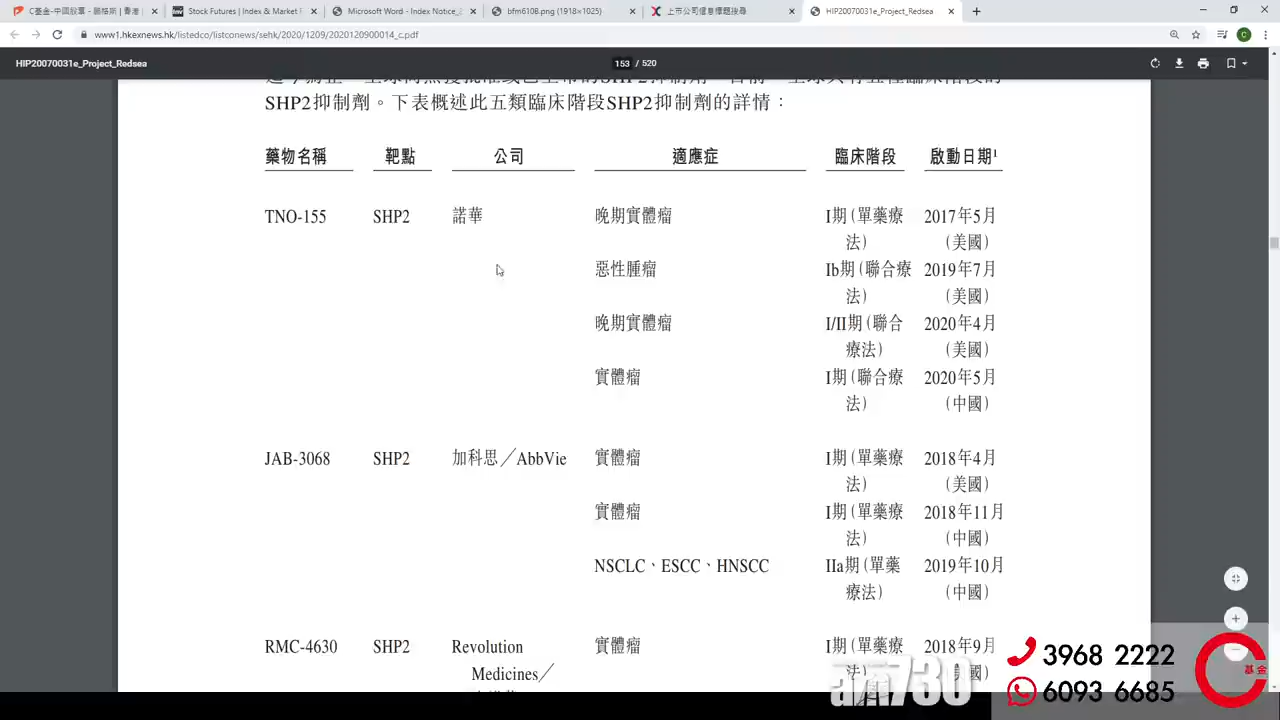 C基金-中國股票 - 願格斯 | 香港 |
Stock Futures | Index & Market F
Microsoft Word - Index Notice_
bfm610B.png (1918×1025)
上市公司信息標題搜尋
HIP20070031e_Project_Redsea
www1.hkexnews.hk/listedco/listconews/sehk/2020/1209/2020120900014_c.pdf
HIP20070031e_Project_Redsea
153 / 520
SHP2抑制劑。下表概述此五類臨床階段SHP2抑制劑的詳情：
藥物名稱 靶點 公司 適應症 臨床階段 啟動日期1
TNO-155 SHP2 諾華 晚期實體瘤 I期（單藥療 2017年5月
法） （美國）
惡性腫瘤 Ib期（聯合療 2019年7月
法） （美國）
晚期實體瘤 I/II期（聯合 2020年4月
療法） （美國）
實體瘤 I期（聯合療 2020年5月
法） （中國）
JAB-3068 SHP2 加科思／AbbVie 實體瘤 I期（單藥療 2018年4月
法） （美國）
實體瘤 I期（單藥療 2018年11月
法） （中國）
NSCLC、ESCC、HNSCC IIa期（單藥 2019年10月
療法） （中國）
RMC-4630 SHP2 Revolution 實體瘤 I期（單藥療 2018年9月
Medicines／ 法）
am730
3968 2222
6093 6685
基金